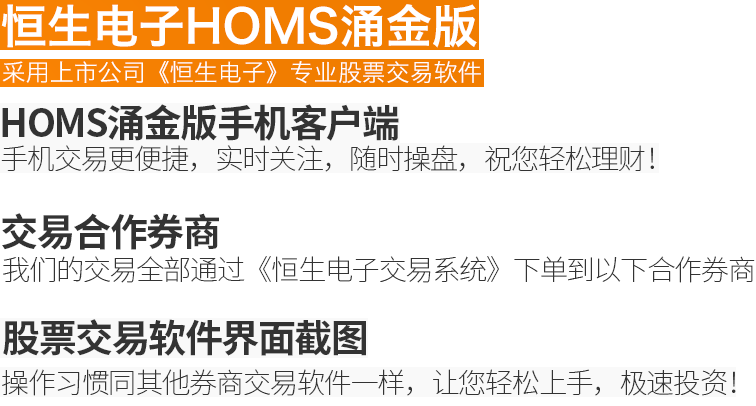 恒生电子HOMS涌金版
采用上市公司《恒生电子》专业股票交易软件
HOMS涌金版手机客户端
手机交易更便捷，实时关注，随时操盘，祝您轻松理财！
交易合作券商
我们的交易全部通过《恒生电子交易系统》下单到以下合作券商
股票交易软件界面截图
操作习惯同其他券商交易软件一样，让您轻松上手，极速投资！